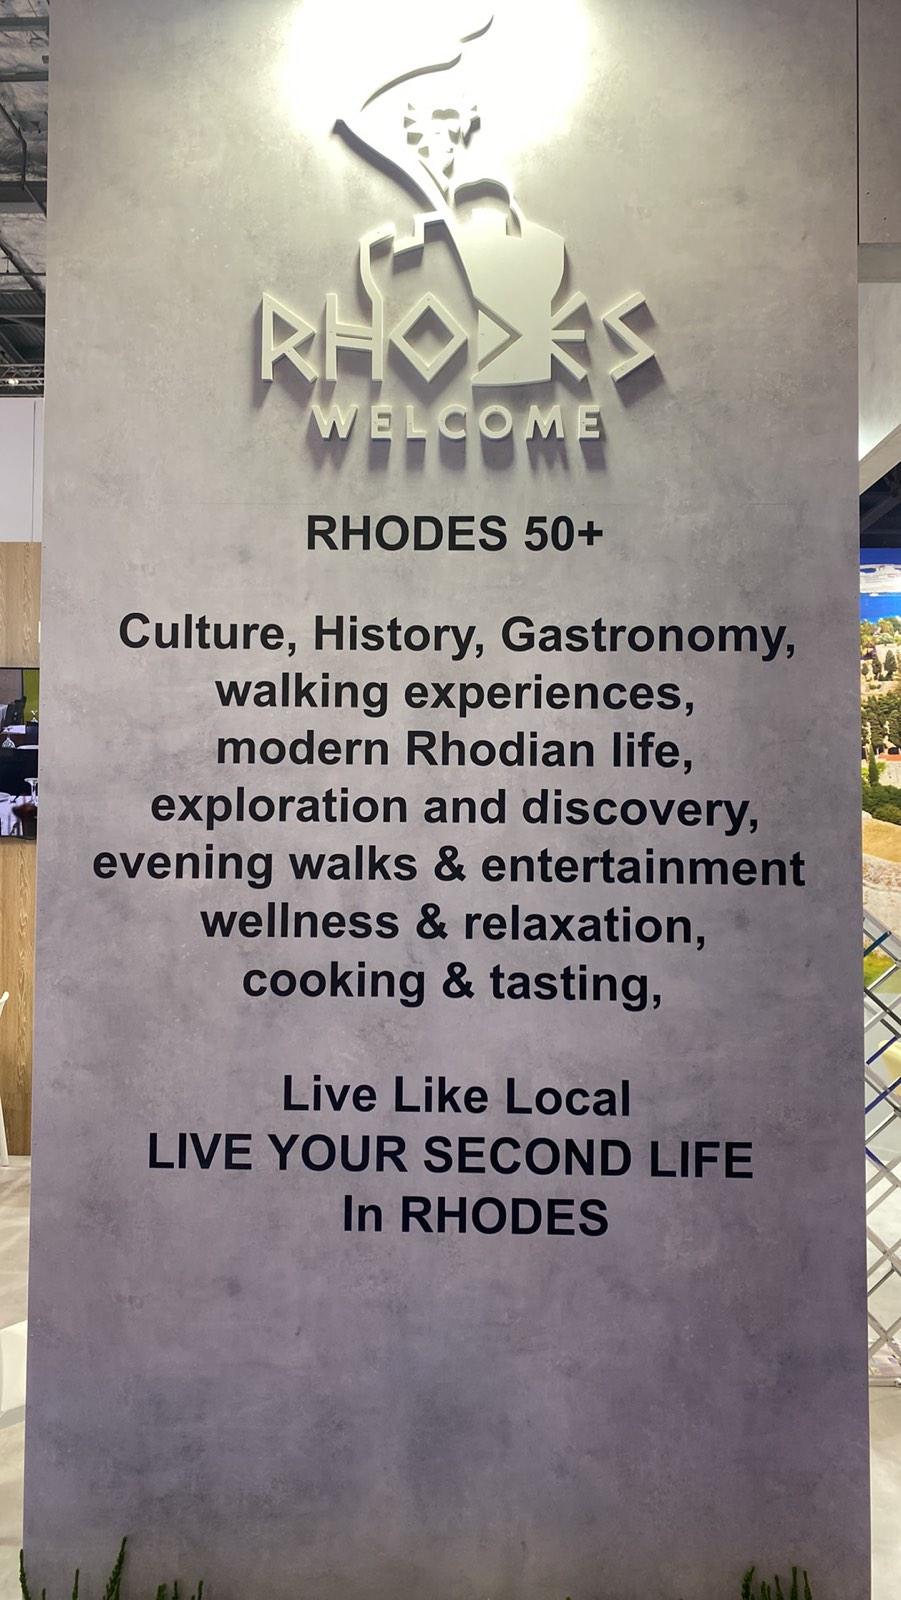 RHODES
WELCOME
RHODES 50+
Culture, History, Gastronomy,
walking experiences,
modern Rhodian life,
exploration and discovery,
evening walks & entertainment
wellness & relaxation,
cooking & tasting,
Live Like Local
LIVE YOUR SECOND LIFE
In RHODES